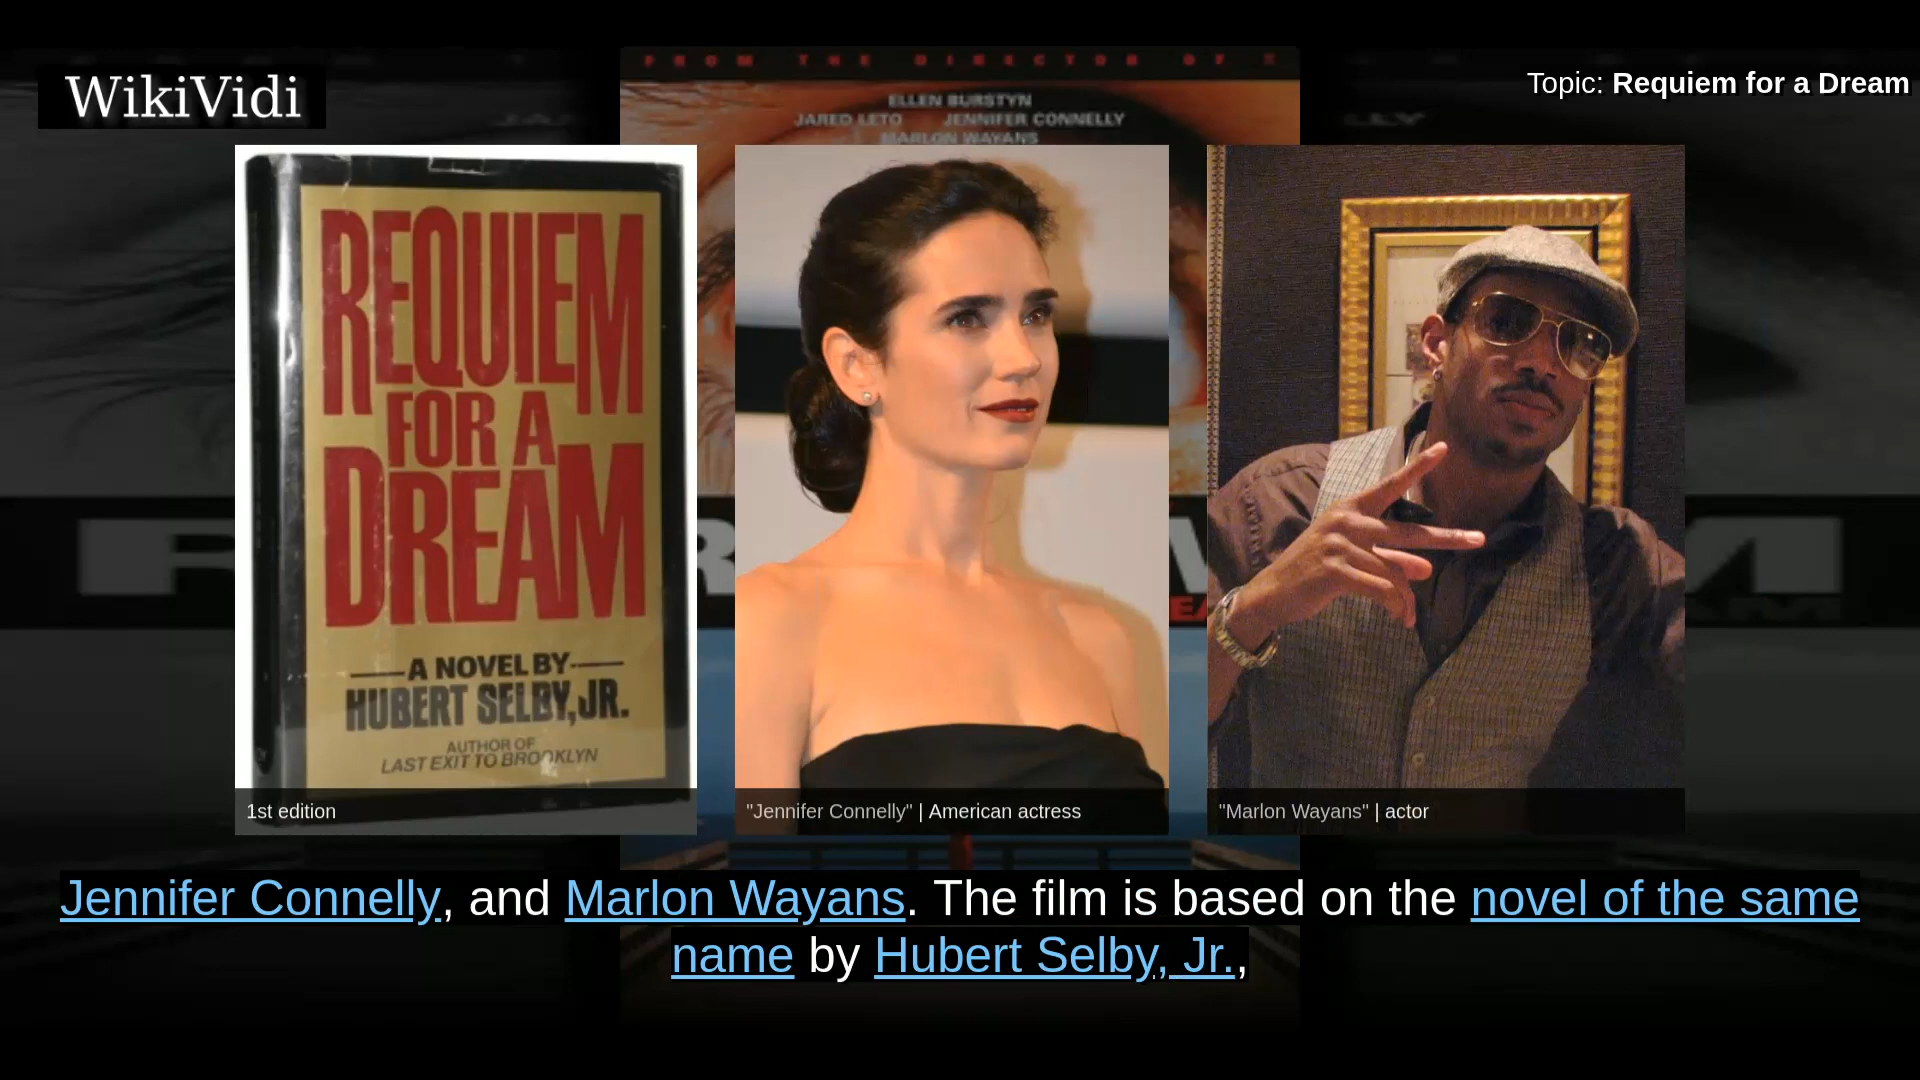 WikiVidi
Topic: Requiem for a Dream
FROM THE DIRECTOR OF
ELLEN BURSTYN
JARED LETO JENNIFER CONNELLY
MARLON WAYANS
REQUIEM
FOR A
DREAM
A NOVEL BY
HUBERT SELBY, JR.
AUTHOR OF
LAST EXIT TO BROOKLYN
1st edition
"Jennifer Connelly" | American actress
"Marlon Wayans" | actor
Jennifer Connelly, and Marlon Wayans. The film is based on the novel of the same
name by Hubert Selby, Jr.,